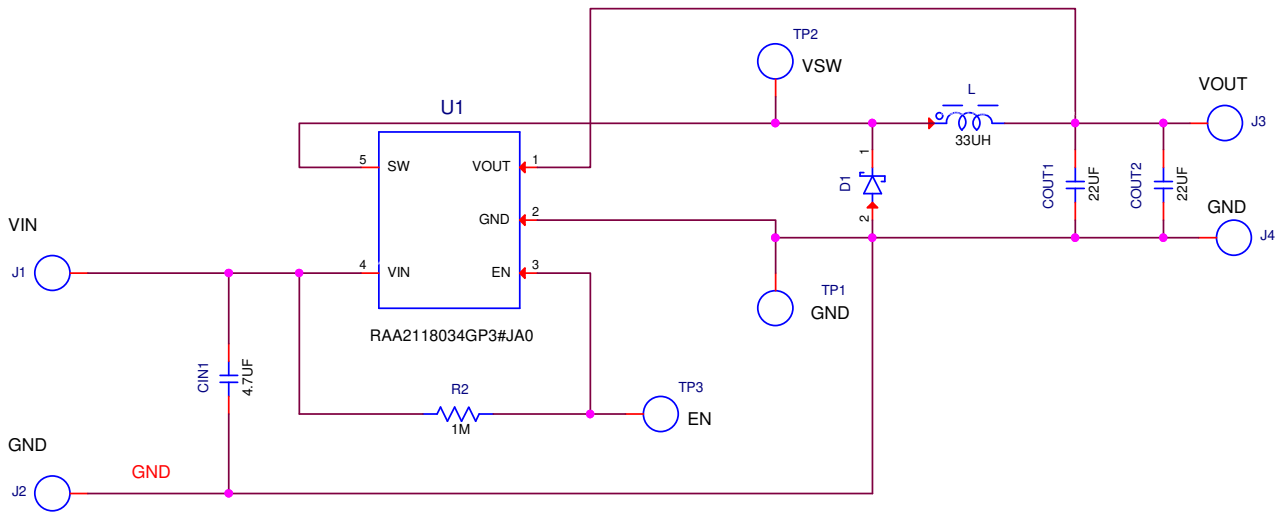 TP2
VSW
VOUT
L
J3
33UH
U1
5
SW
VOUT
1
1
D1
2
COUT1
22UF
COUT2
22UF
GND
2
GND
J4
VIN
J1
4
VIN
EN
3
TP1
GND
RAA2118034GP3#JA0
CIN1
4.7UF
R2
1M
TP3
EN
GND
J2
GND